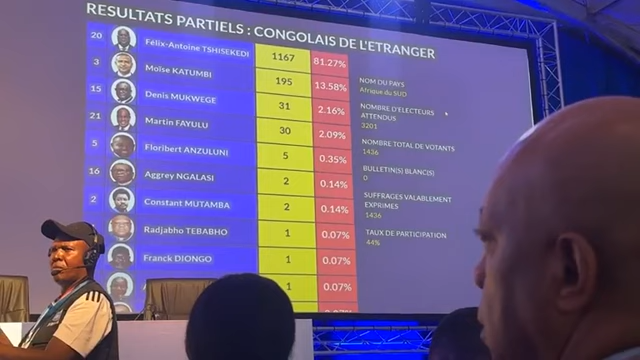 RESULTATS PARTIELS : CONGOLAIS DE L'ETRANGER
20 Félix-Antoine TSHISEKEDI 1167 81.27%
3 Moïse KATUMBI 195 13.58%
15 Denis MUKWEGE 31 2.16%
21 Martin FAYULU 30 2.09%
5 Floribert ANZULUNI 5 0.35%
16 Aggrey NGALASI 2 0.14%
2 Constant MUTAMBA 2 0.14%
Radjabho TEBABHO 1 0.07%
Franck DIONGO 1 0.07%
1 0.07%
0.07%
NOM DU PAYS
Afrique du SUD
NOMBRE D'ELECTEURS
ATTENDUS
3201
NOMBRE TOTAL DE VOTANTS
1436
BULLETIN(S) BLANC(S)
0
SUFFRAGES VALABLEMENT
EXPRIMES
1436
TAUX DE PARTICIPATION
44%